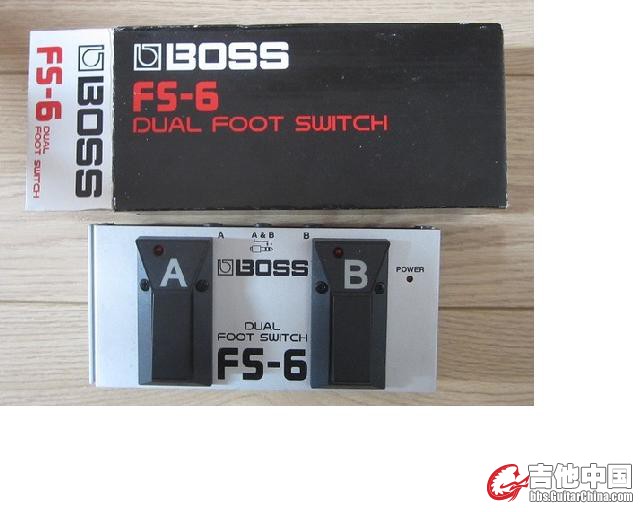 BOSS
FS-6
DUAL FOOT SWITCH
BOSS
FS-6
DUAL
FOOT SWITCH
A
A & B
B
A
BOSS
B
POWER
DUAL
FOOT SWITCH
FS-6
吉他中国
bbs.GuitarChina.com